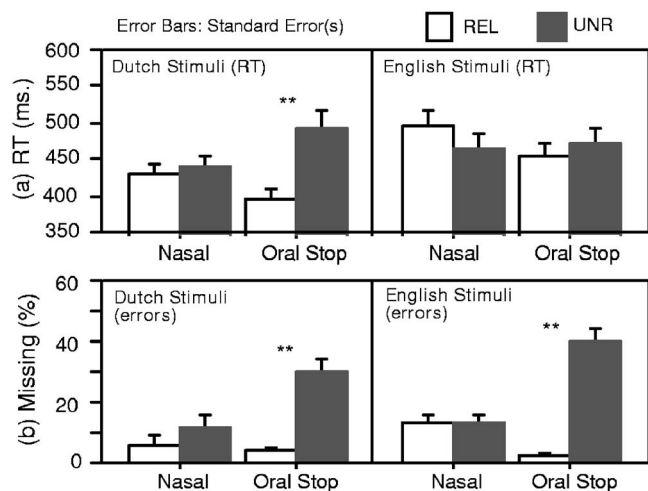 Error Bars: Standard Error(s) REL UNR
(a) RT (ms.)
600
550
500
450
400
350
Dutch Stimuli (RT)
**
English Stimuli (RT)
Nasal Oral Stop Nasal Oral Stop
(b) Missing (%)
60
40
20
0
Dutch Stimuli
(errors)
**
English Stimuli
(errors)
**
Nasal Oral Stop Nasal Oral Stop